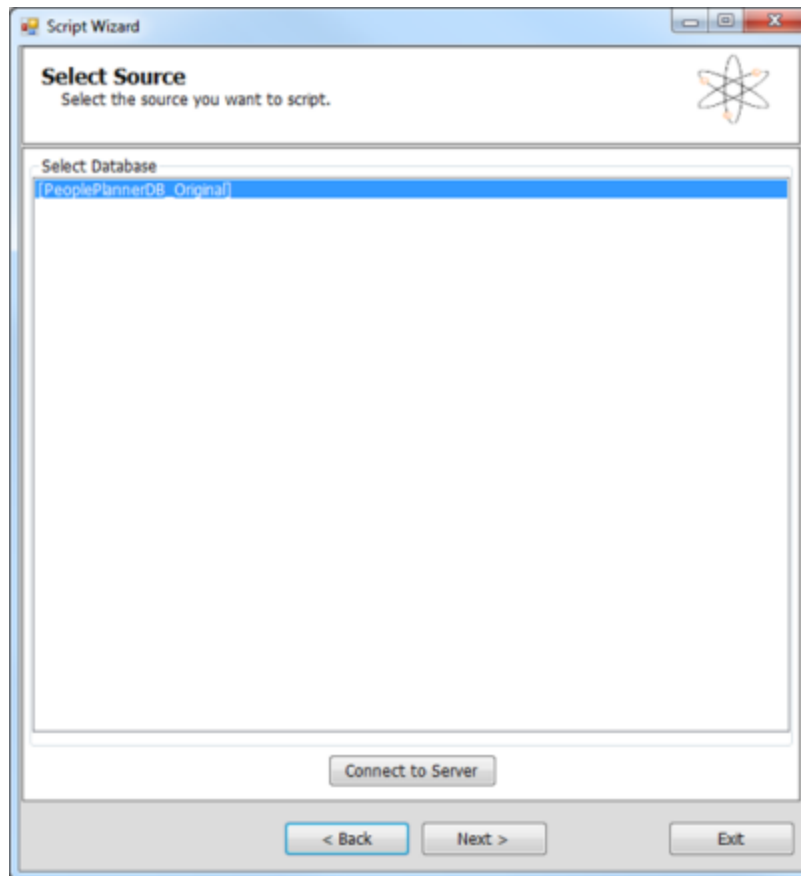 Script Wizard
Select Source
Select the source you want to script.
Select Database
[PeoplePlannerDB_Original]
Connect to Server
< Back Next > Exit